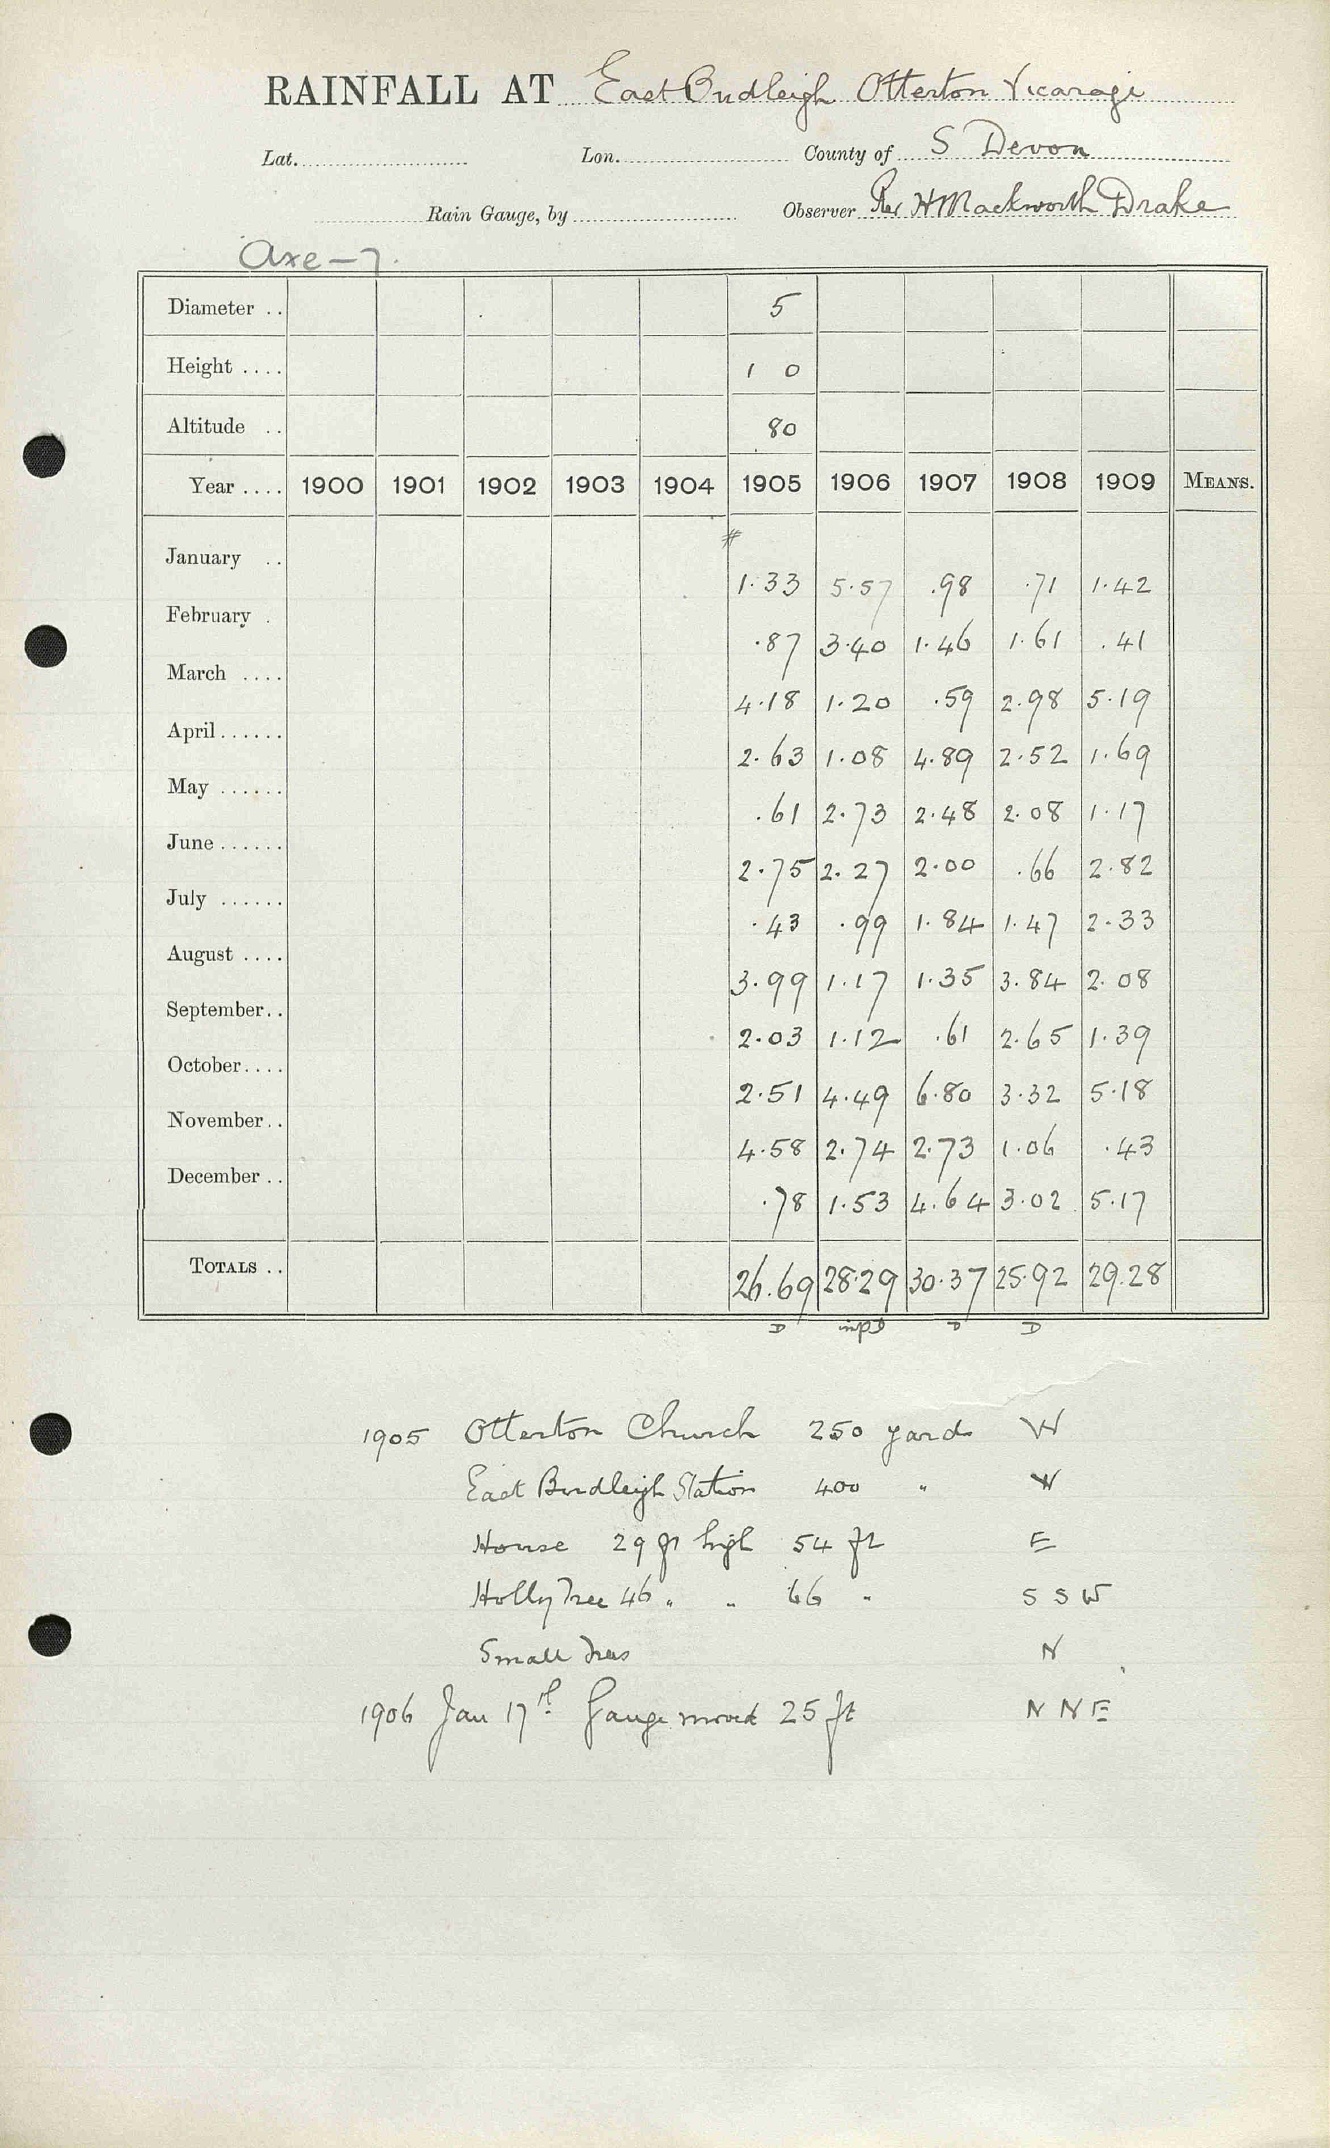 RAINFALL AT East Budleigh Otterton Vicarage
Lat. Lon. County of S Devon
Rain Gauge, by Observer Rev H Mackworth Drake
Axe – 7.
Diameter .. 5
Height .... 1 0
Altitude .. 80
Year .... 1900 1901 1902 1903 1904 1905 1906 1907 1908 1909 MEANS.
#
January .. 1.33 5.57 .98 .71 1.42
February . .87 3.40 1.46 1.61 .41
March .... 4.18 1.20 .59 2.98 5.19
April...... 2.63 1.08 4.89 2.52 1.69
May ...... .61 2.73 2.48 2.08 1.17
June ...... 2.75 2.27 2.00 .66 2.82
July ...... .43 .99 1.84 1.47 2.33
August .... 3.99 1.17 1.35 3.84 2.08
September.. 2.03 1.12 .61 2.65 1.39
October.... 2.51 4.49 6.80 3.32 5.18
November.. 4.58 2.74 2.73 1.06 .43
December .. .78 1.53 4.64 3.02 5.17
TOTALS .. 26.69 28.29 30.37 25.92 29.28
1905 Otterton Church 250 yards W
East Budleigh Station 400 " W
House 29 ft high 54 ft E
Holly Tree 46 " " 66 " S S W
Small Trees N
1906 Jan 17th Gauge moved 25 ft N N E